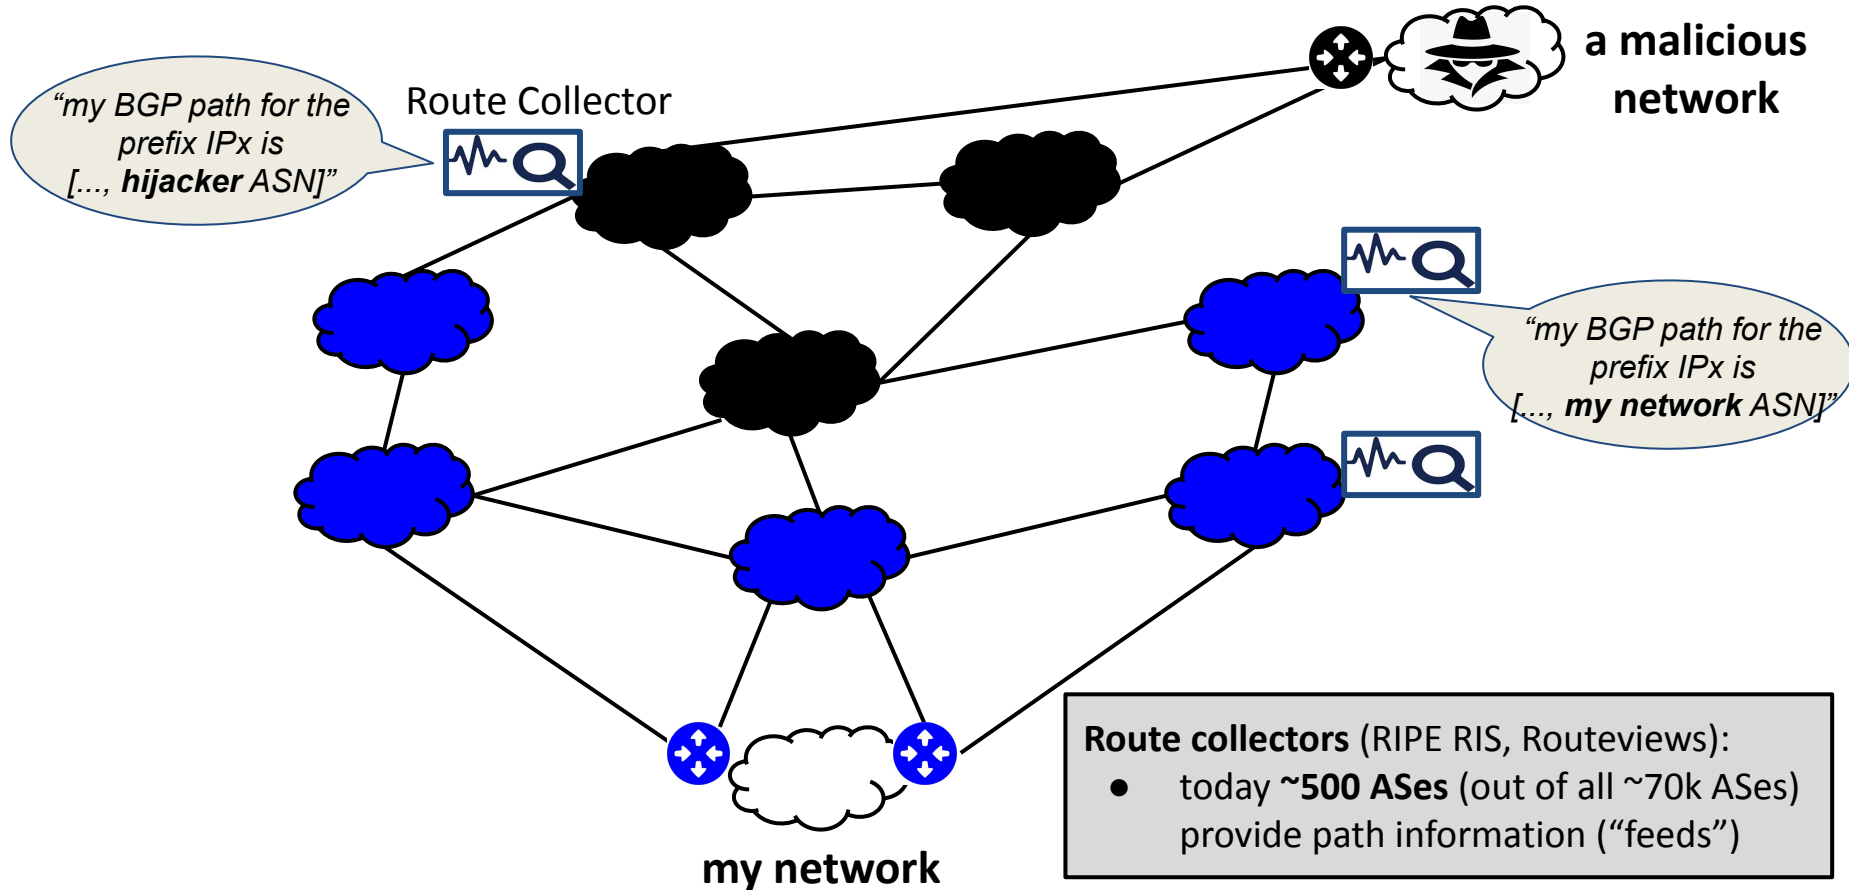 a malicious
network
Route Collector
“my BGP path for the
prefix IPx is
[..., hijacker ASN]”
“my BGP path for the
prefix IPx is
[..., my network ASN]”
my network
Route collectors (RIPE RIS, Routeviews):
● today ~500 ASes (out of all ~70k ASes)
provide path information (“feeds”)